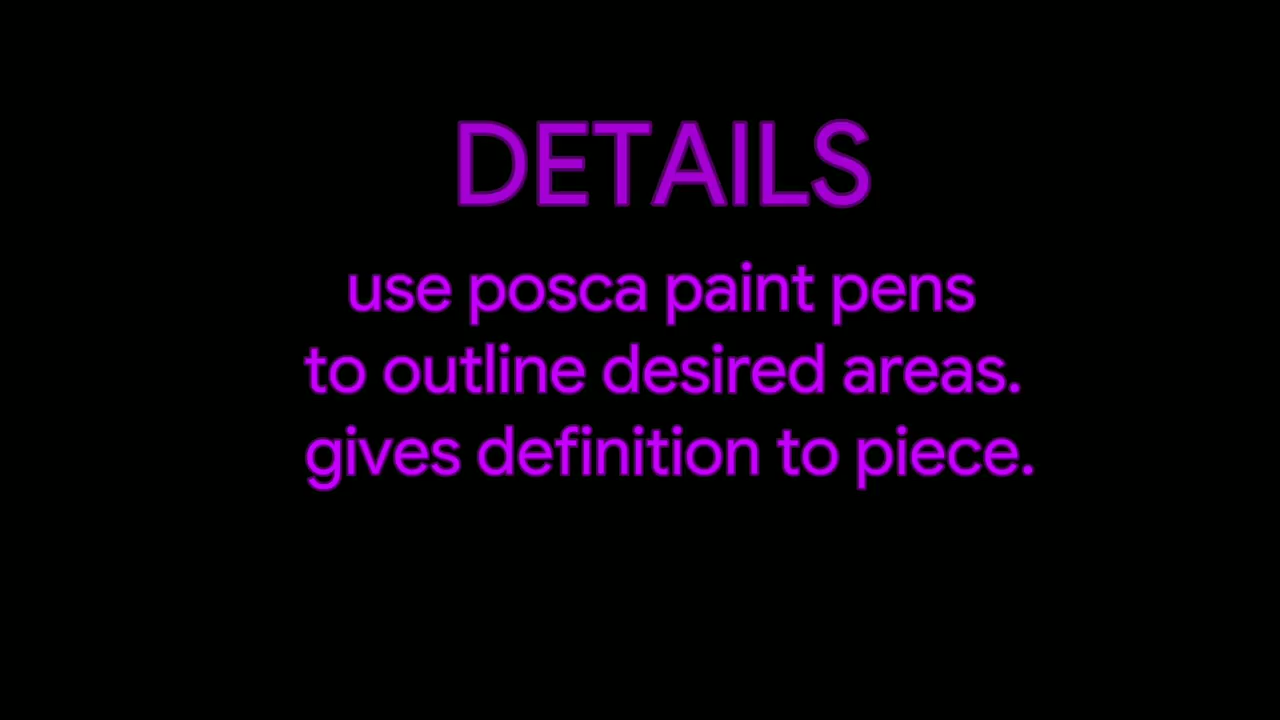 DETAILS
use posca paint pens
to outline desired areas.
gives definition to piece.